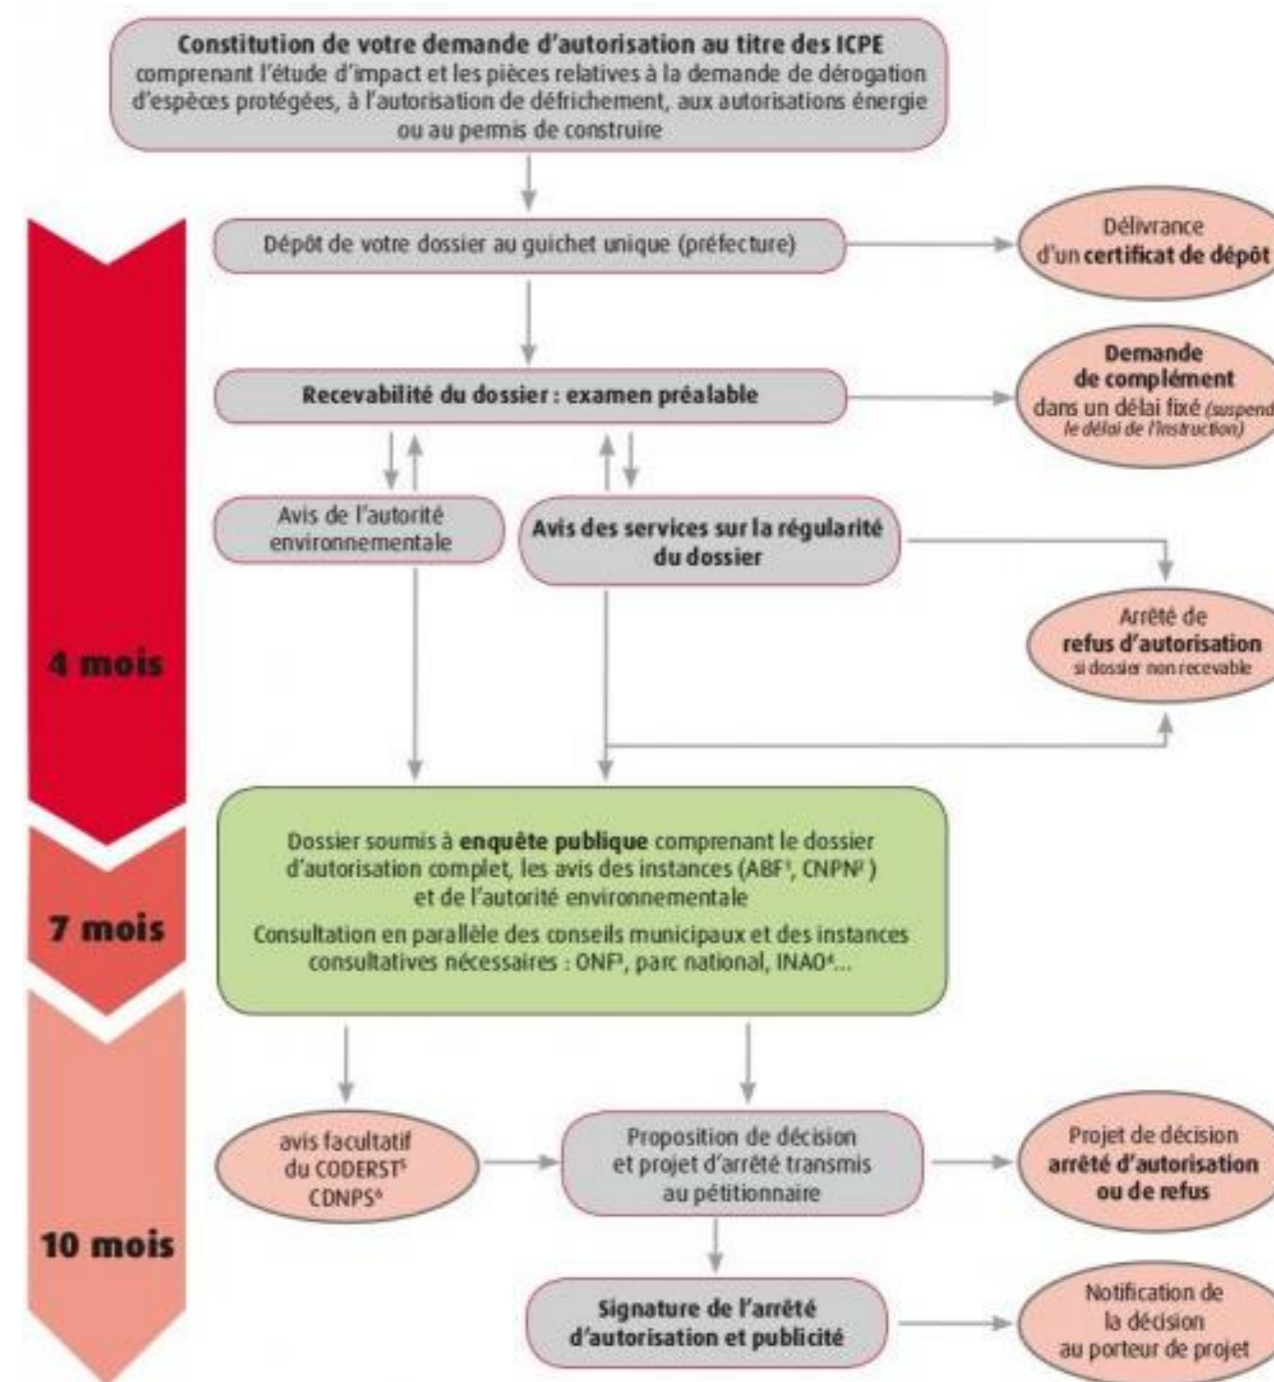 Constitution de votre demande d'autorisation au titre des ICPE
comprenant l'étude d'impact et les pièces relatives à la demande de dérogation
d'espèces protégées, à l'autorisation de défrichement, aux autorisations énergie
ou au permis de construire
Dépôt de votre dossier au guichet unique (préfecture)
Délivrance
d'un certificat de dépôt
Recevabilité du dossier : examen préalable
Demande
de complément
dans un délai fixé (suspend
le délai de l'instruction)
Avis de l'autorité
environnementale
Avis des services sur la régularité
du dossier
Arrêté de
refus d'autorisation
si dossier non recevable
4 mois
Dossier soumis à enquête publique comprenant le dossier
d'autorisation complet, les avis des instances (ABF¹, CNPN²)
et de l'autorité environnementale
Consultation en parallèle des conseils municipaux et des instances
consultatives nécessaires : ONF³, parc national, INAO⁴...
7 mois
avis facultatif
du CODERST⁵
CDNPS⁶
Proposition de décision
et projet d'arrêté transmis
au pétitionnaire
Projet de décision
arrêté d'autorisation
ou de refus
10 mois
Signature de l'arrêté
d'autorisation et publicité
Notification de
la décision
au porteur de projet